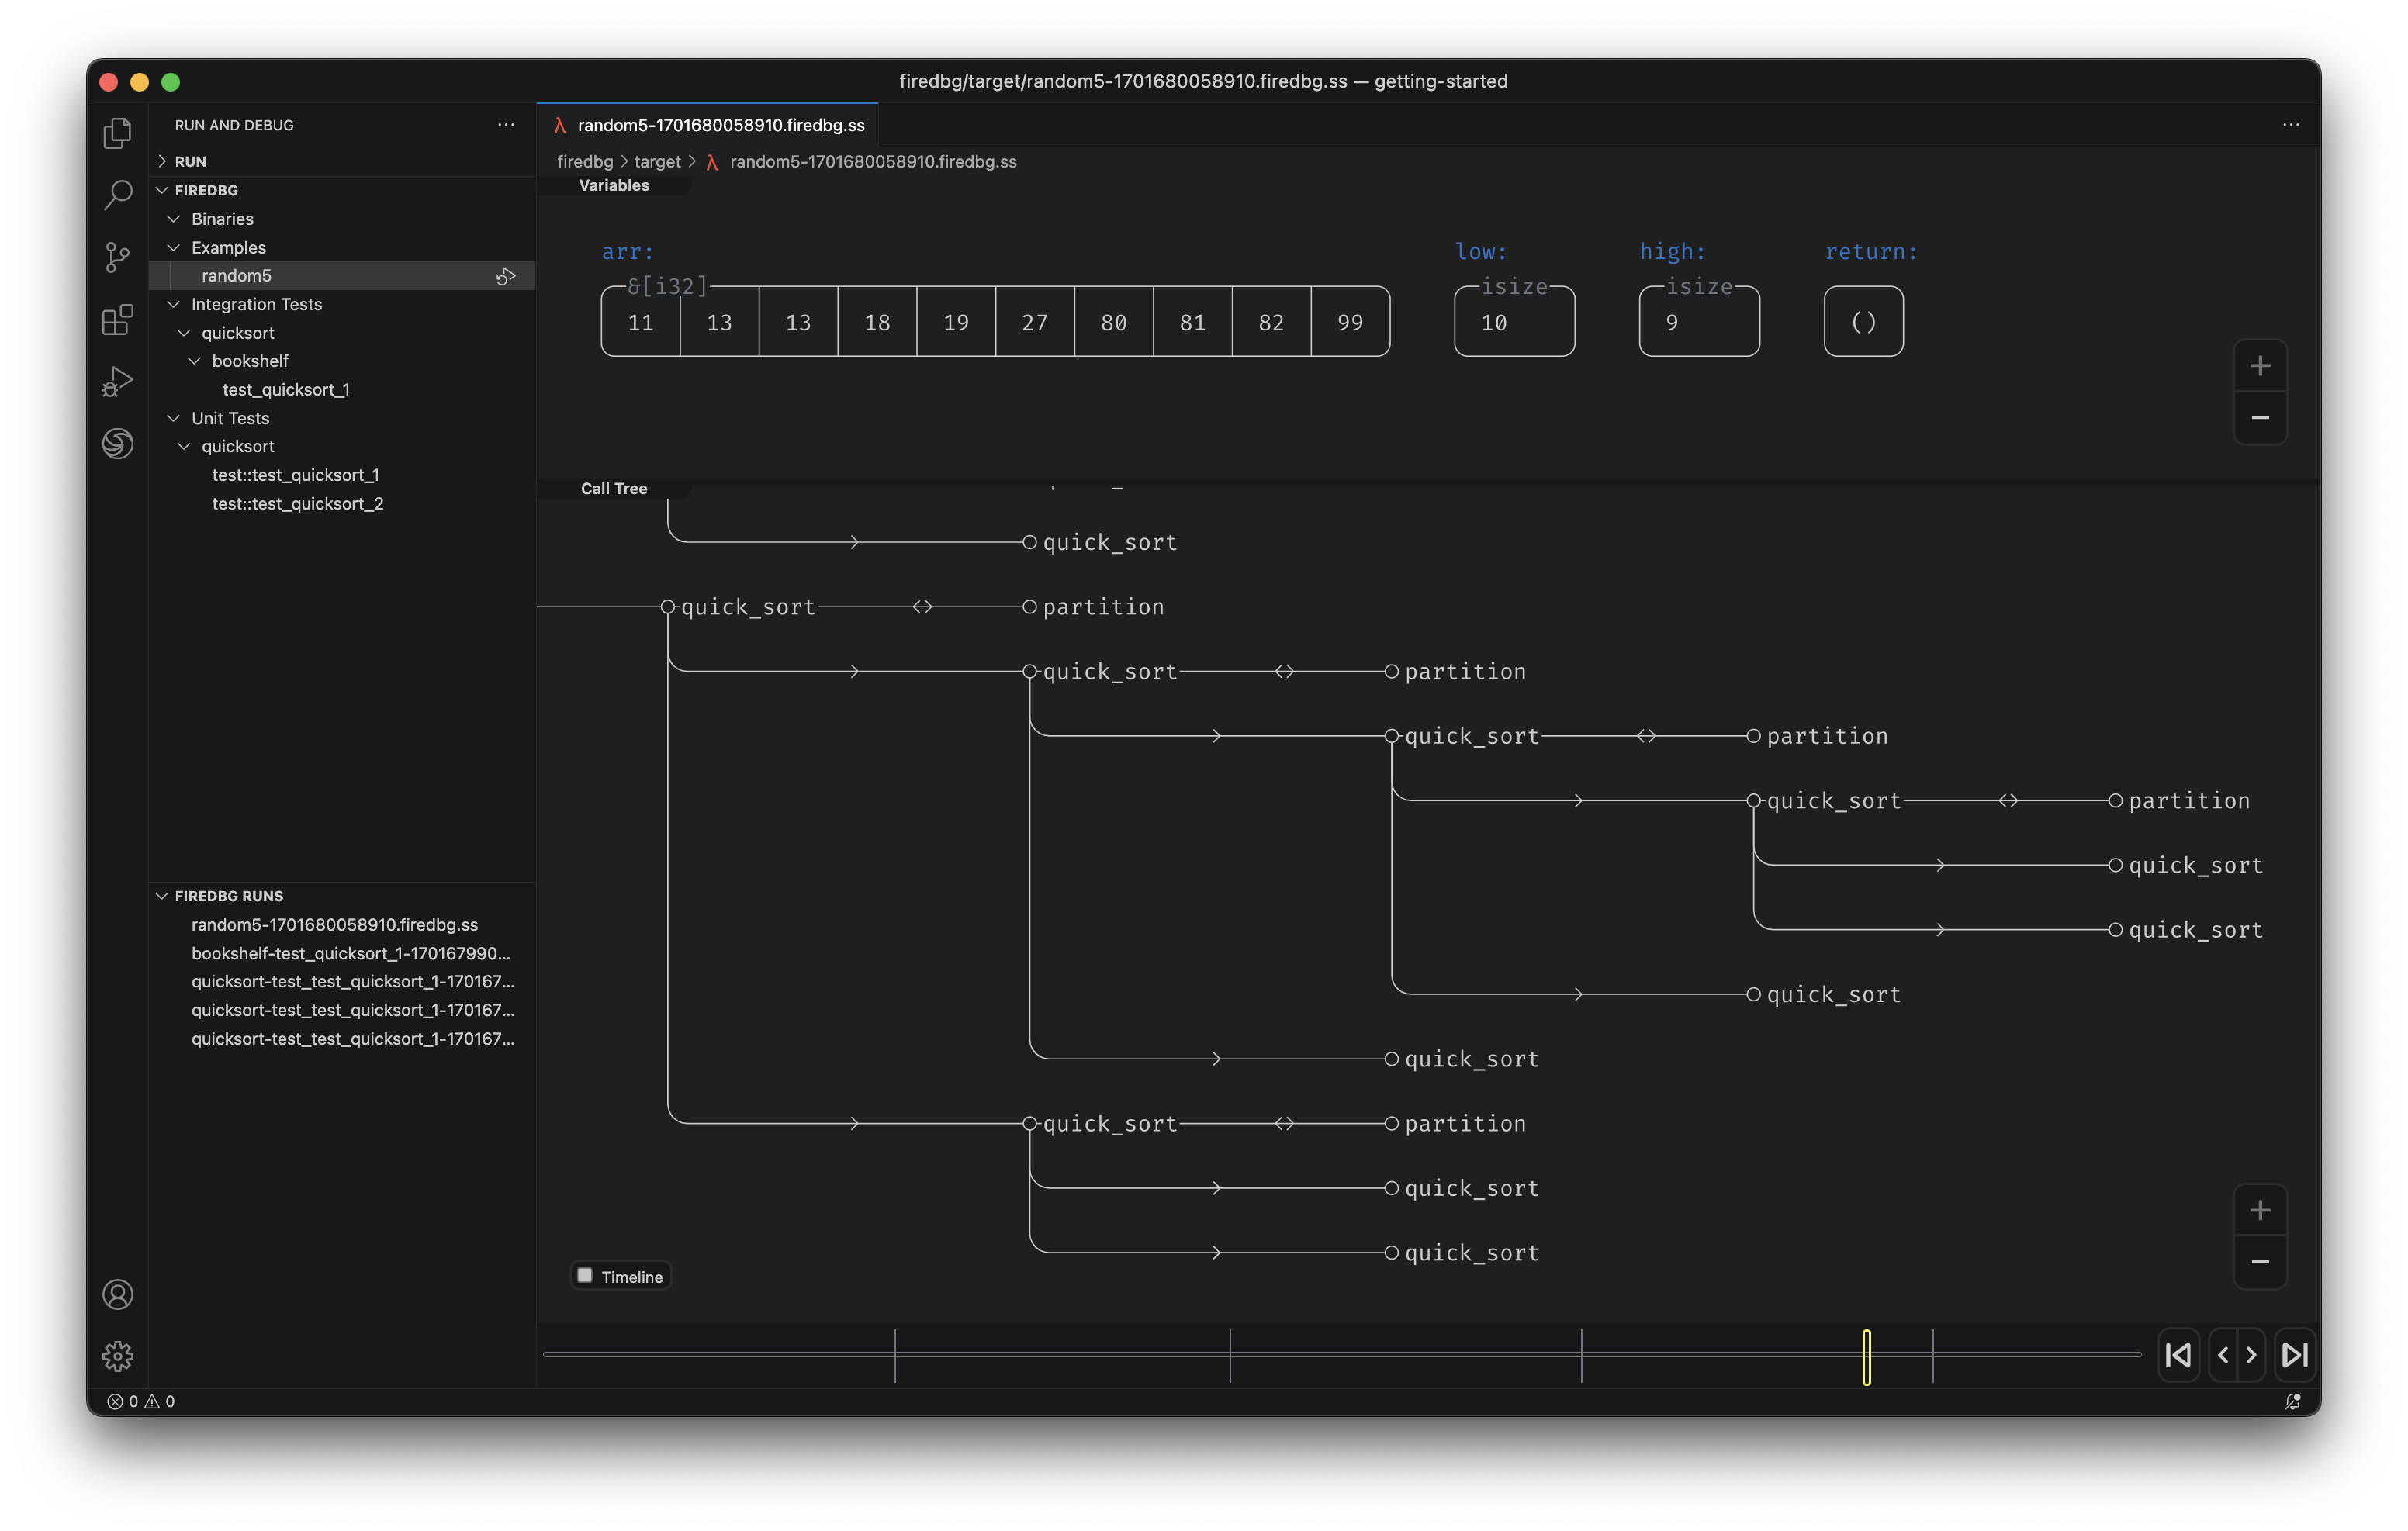 firedbg/target/random5-1701680058910.firedbg.ss — getting-started
RUN AND DEBUG
RUN
FIREDBG
Binaries
Examples
random5
Integration Tests
quicksort
bookshelf
test_quicksort_1
Unit Tests
quicksort
test::test_quicksort_1
test::test_quicksort_2
FIREDBG RUNS
random5-1701680058910.firedbg.ss
bookshelf-test_quicksort_1-170167990...
quicksort-test_test_quicksort_1-170167...
quicksort-test_test_quicksort_1-170167...
quicksort-test_test_quicksort_1-170167...
λ random5-1701680058910.firedbg.ss
firedbg > target > λ random5-1701680058910.firedbg.ss
Variables
arr: low: high: return:
&[i32] isize isize
11 13 13 18 19 27 80 81 82 99 10 9 ()
Call Tree
quick_sort
quick_sort partition
quick_sort partition
quick_sort partition
quick_sort partition
quick_sort
quick_sort
quick_sort
quick_sort
quick_sort partition
quick_sort
quick_sort
Timeline
0 0